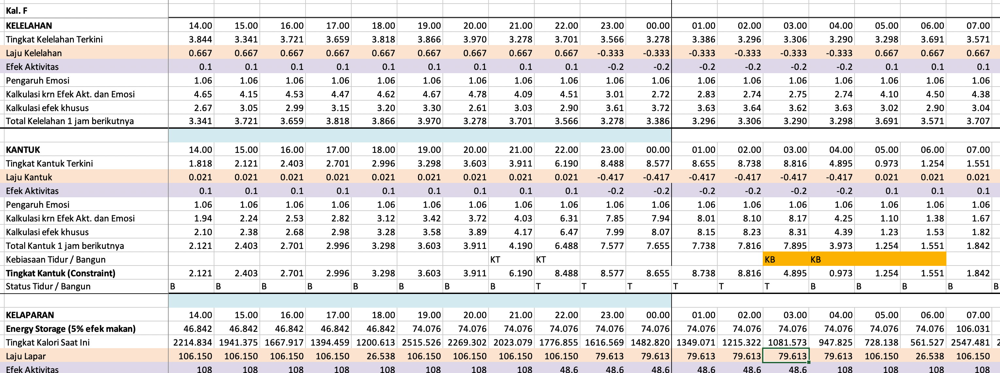 Kal. F
KELELAHAN 14.00 15.00 16.00 17.00 18.00 19.00 20.00 21.00 22.00 23.00 00.00 01.00 02.00 03.00 04.00 05.00 06.00 07.00
Tingkat Kelelahan Terkini 3.844 3.341 3.721 3.659 3.818 3.866 3.970 3.278 3.701 3.566 3.278 3.386 3.296 3.306 3.290 3.298 3.691 3.571
Laju Kelelahan 0.667 0.667 0.667 0.667 0.667 0.667 0.667 0.667 0.667 -0.333 -0.333 -0.333 -0.333 -0.333 -0.333 0.667 0.667 0.667
Efek Aktivitas 0.1 0.1 0.1 0.1 0.1 0.1 0.1 0.1 0.1 -0.2 -0.2 -0.2 -0.2 -0.2 -0.2 0.1 0.1 0.1
Pengaruh Emosi 1.06 1.06 1.06 1.06 1.06 1.06 1.06 1.06 1.06 1.06 1.06 1.06 1.06 1.06 1.06 1.06 1.06 1.06
Kalkulasi krn Efek Akt. dan Emosi 4.65 4.15 4.53 4.47 4.62 4.67 4.78 4.09 4.51 3.01 2.72 2.83 2.74 2.75 2.74 4.10 4.50 4.38
Kalkulasi efek khusus 2.67 3.05 2.99 3.15 3.20 3.30 2.61 3.03 2.90 3.61 3.72 3.63 3.64 3.62 3.63 3.02 2.90 3.04
Total Kelelahan 1 jam berikutnya 3.341 3.721 3.659 3.818 3.866 3.970 3.278 3.701 3.566 3.278 3.386 3.296 3.306 3.290 3.298 3.691 3.571 3.707
KANTUK 14.00 15.00 16.00 17.00 18.00 19.00 20.00 21.00 22.00 23.00 00.00 01.00 02.00 03.00 04.00 05.00 06.00 07.00
Tingkat Kantuk Terkini 1.818 2.121 2.403 2.701 2.996 3.298 3.603 3.911 6.190 8.488 8.577 8.655 8.738 8.816 4.895 0.973 1.254 1.551
Laju Kantuk 0.021 0.021 0.021 0.021 0.021 0.021 0.021 0.021 0.021 -0.417 -0.417 -0.417 -0.417 -0.417 -0.417 0.021 0.021 0.021
Efek Aktivitas 0.1 0.1 0.1 0.1 0.1 0.1 0.1 0.1 0.1 -0.2 -0.2 -0.2 -0.2 -0.2 -0.2 0.1 0.1 0.1
Pengaruh Emosi 1.06 1.06 1.06 1.06 1.06 1.06 1.06 1.06 1.06 1.06 1.06 1.06 1.06 1.06 1.06 1.06 1.06 1.06
Kalkulasi krn Efek Akt. dan Emosi 1.94 2.24 2.53 2.82 3.12 3.42 3.72 4.03 6.31 7.85 7.94 8.01 8.10 8.17 4.25 1.10 1.38 1.67
Kalkulasi efek khusus 2.10 2.38 2.68 2.98 3.28 3.58 3.89 4.17 6.47 7.99 8.07 8.15 8.23 8.31 4.39 1.23 1.53 1.82
Total Kantuk 1 jam berikutnya 2.121 2.403 2.701 2.996 3.298 3.603 3.911 4.190 6.488 7.577 7.655 7.738 7.816 7.895 3.973 1.254 1.551 1.842
Kebiasaan Tidur / Bangun KT KT KB KB
Tingkat Kantuk (Constraint) 2.121 2.403 2.701 2.996 3.298 3.603 3.911 6.190 8.488 8.577 8.655 8.738 8.816 4.895 0.973 1.254 1.551 1.842
Status Tidur / Bangun B B B B B B B B T T T T T T B B B B B
KELAPARAN 14.00 15.00 16.00 17.00 18.00 19.00 20.00 21.00 22.00 23.00 00.00 01.00 02.00 03.00 04.00 05.00 06.00 07.00
Energy Storage (5% efek makan) 46.842 46.842 46.842 46.842 46.842 74.076 74.076 74.076 74.076 74.076 74.076 74.076 74.076 74.076 74.076 74.076 74.076 106.031
Tingkat Kalori Saat Ini 2214.834 1941.375 1667.917 1394.459 1200.613 2515.526 2269.302 2023.079 1776.855 1616.569 1482.820 1349.071 1215.322 1081.573 947.825 728.138 561.527 2547.481 2
Laju Lapar 106.150 106.150 106.150 106.150 26.538 106.150 106.150 106.150 106.150 79.613 79.613 79.613 79.613 79.613 79.613 106.150 26.538 106.150
Efek Aktivitas 108 108 108 108 108 108 108 108 48.6 48.6 48.6 48.6 48.6 48.6 108 108 108 108